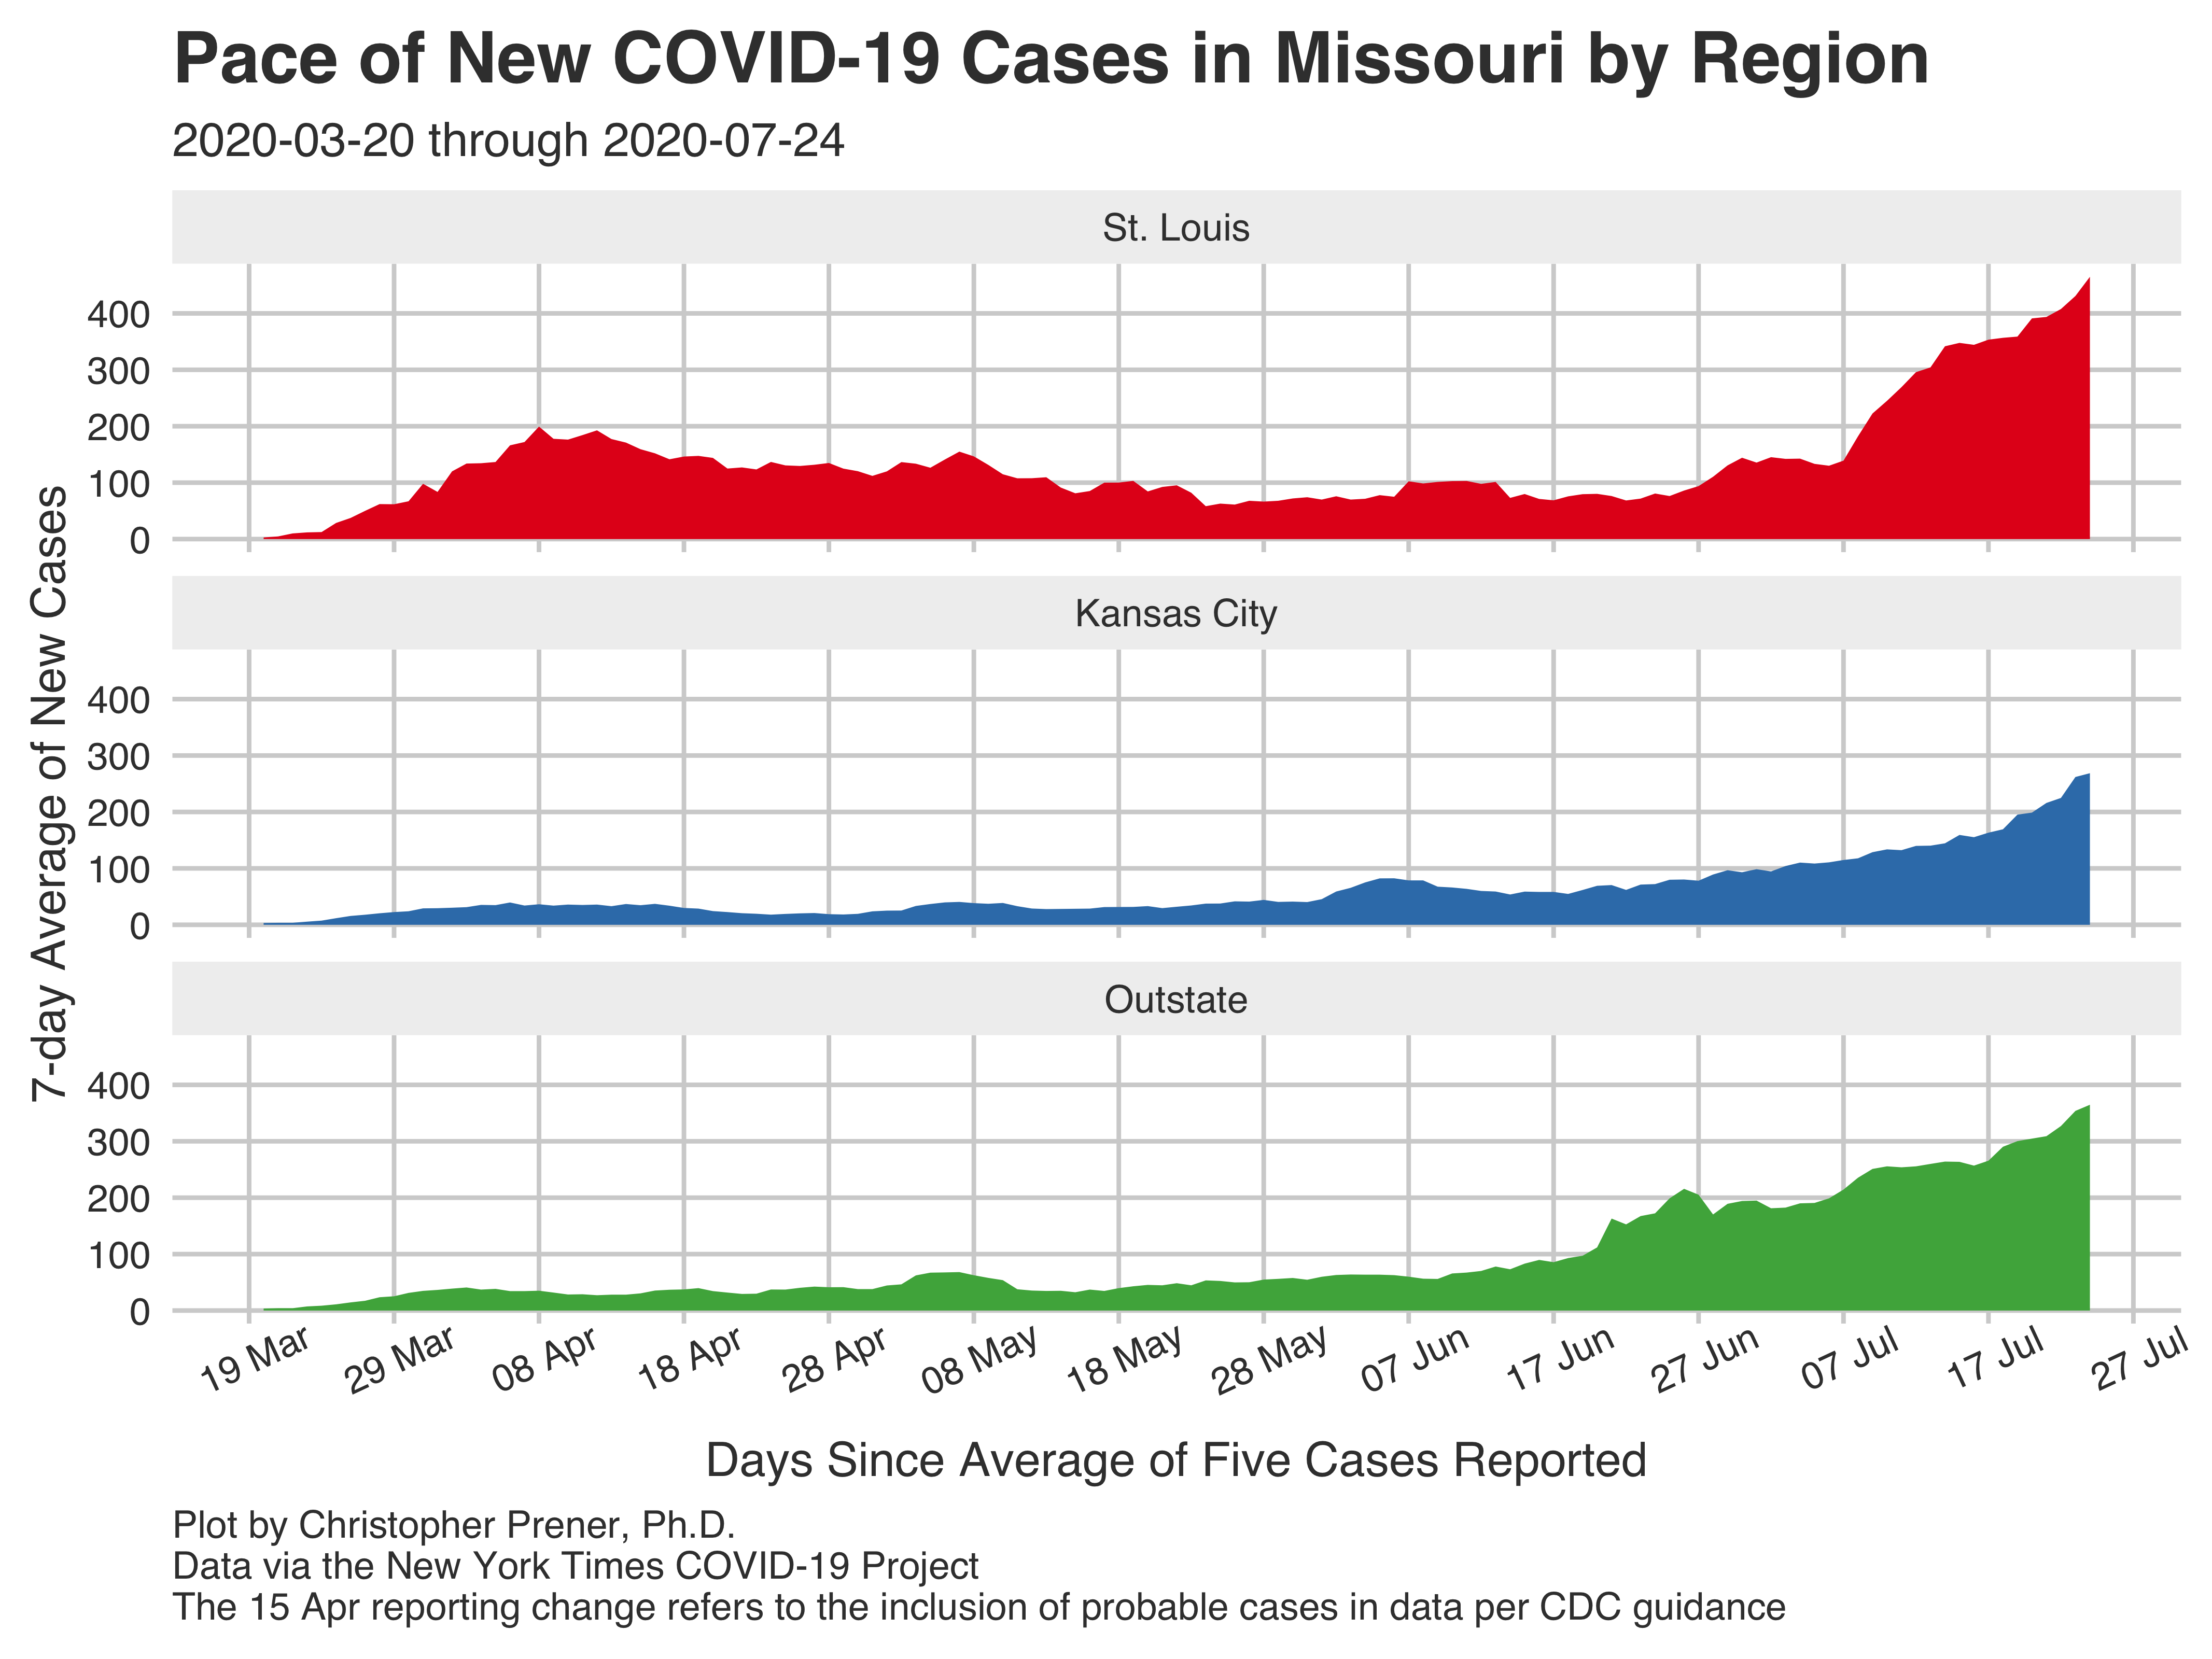 Pace of New COVID-19 Cases in Missouri by Region
2020-03-20 through 2020-07-24
7-day Average of New Cases
St. Louis
400
300
200
100
0
Kansas City
400
300
200
100
0
Outstate
400
300
200
100
0
19 Mar
29 Mar
08 Apr
18 Apr
28 Apr
08 May
18 May
28 May
07 Jun
17 Jun
27 Jun
07 Jul
17 Jul
27 Jul
Days Since Average of Five Cases Reported
Plot by Christopher Prener, Ph.D.
Data via the New York Times COVID-19 Project
The 15 Apr reporting change refers to the inclusion of probable cases in data per CDC guidance